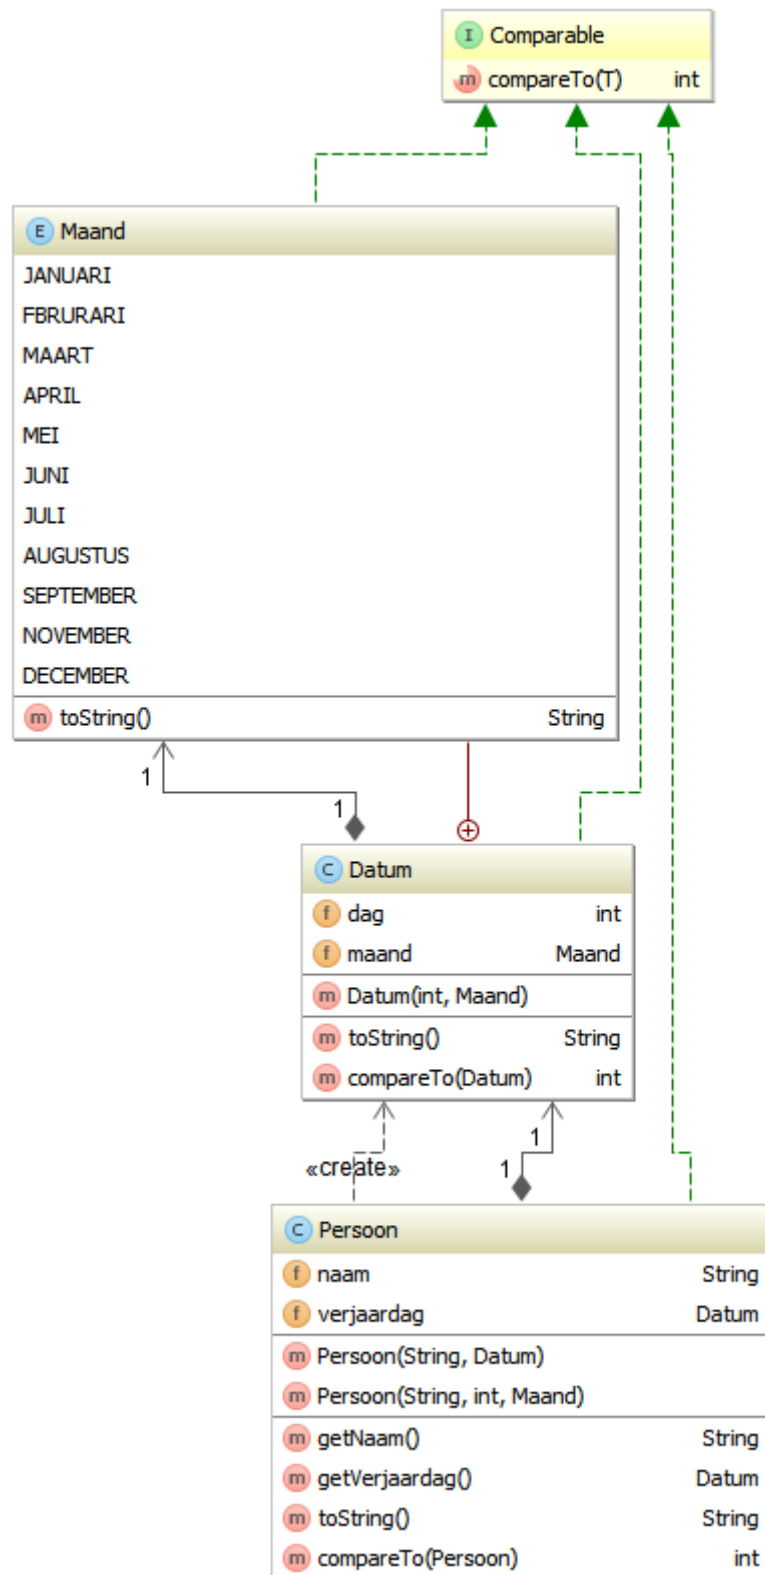 I Comparable
m compareTo(T) int
E Maand
JANUARI
FBRURARI
MAART
APRIL
MEI
JUNI
JULI
AUGUSTUS
SEPTEMBER
NOVEMBER
DECEMBER
m toString() String
1
1
C Datum
f dag int
f maand Maand
m Datum(int, Maand)
m toString() String
m compareTo(Datum) int
1
«create»
1
C Persoon
f naam String
f verjaardag Datum
m Persoon(String, Datum)
m Persoon(String, int, Maand)
m getNaam() String
m getVerjaardag() Datum
m toString() String
m compareTo(Persoon) int